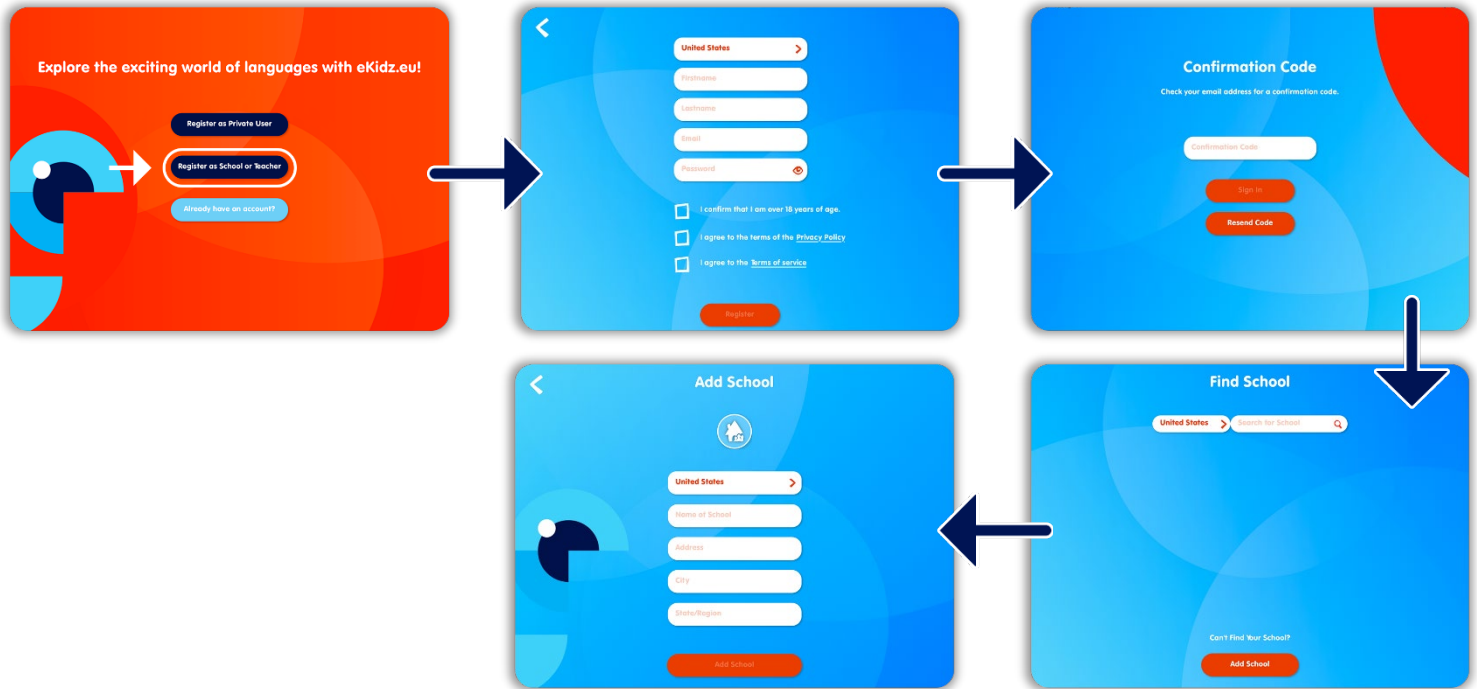 Explore the exciting world of languages with eKidz.eu!
Register as Private User
Register as School or Teacher
Already have an account?
United States
Firstname
Lastname
Email
Password
I confirm that I am over 18 years of age.
I agree to the terms of the Privacy Policy
I agree to the Terms of service
Register
Confirmation Code
Check your email address for a confirmation code.
Confirmation Code
Sign In
Resend Code
Find School
United States
Search for School
Can't Find Your School?
Add School
Add School
United States
Name of School
Address
City
State/Region
Add School